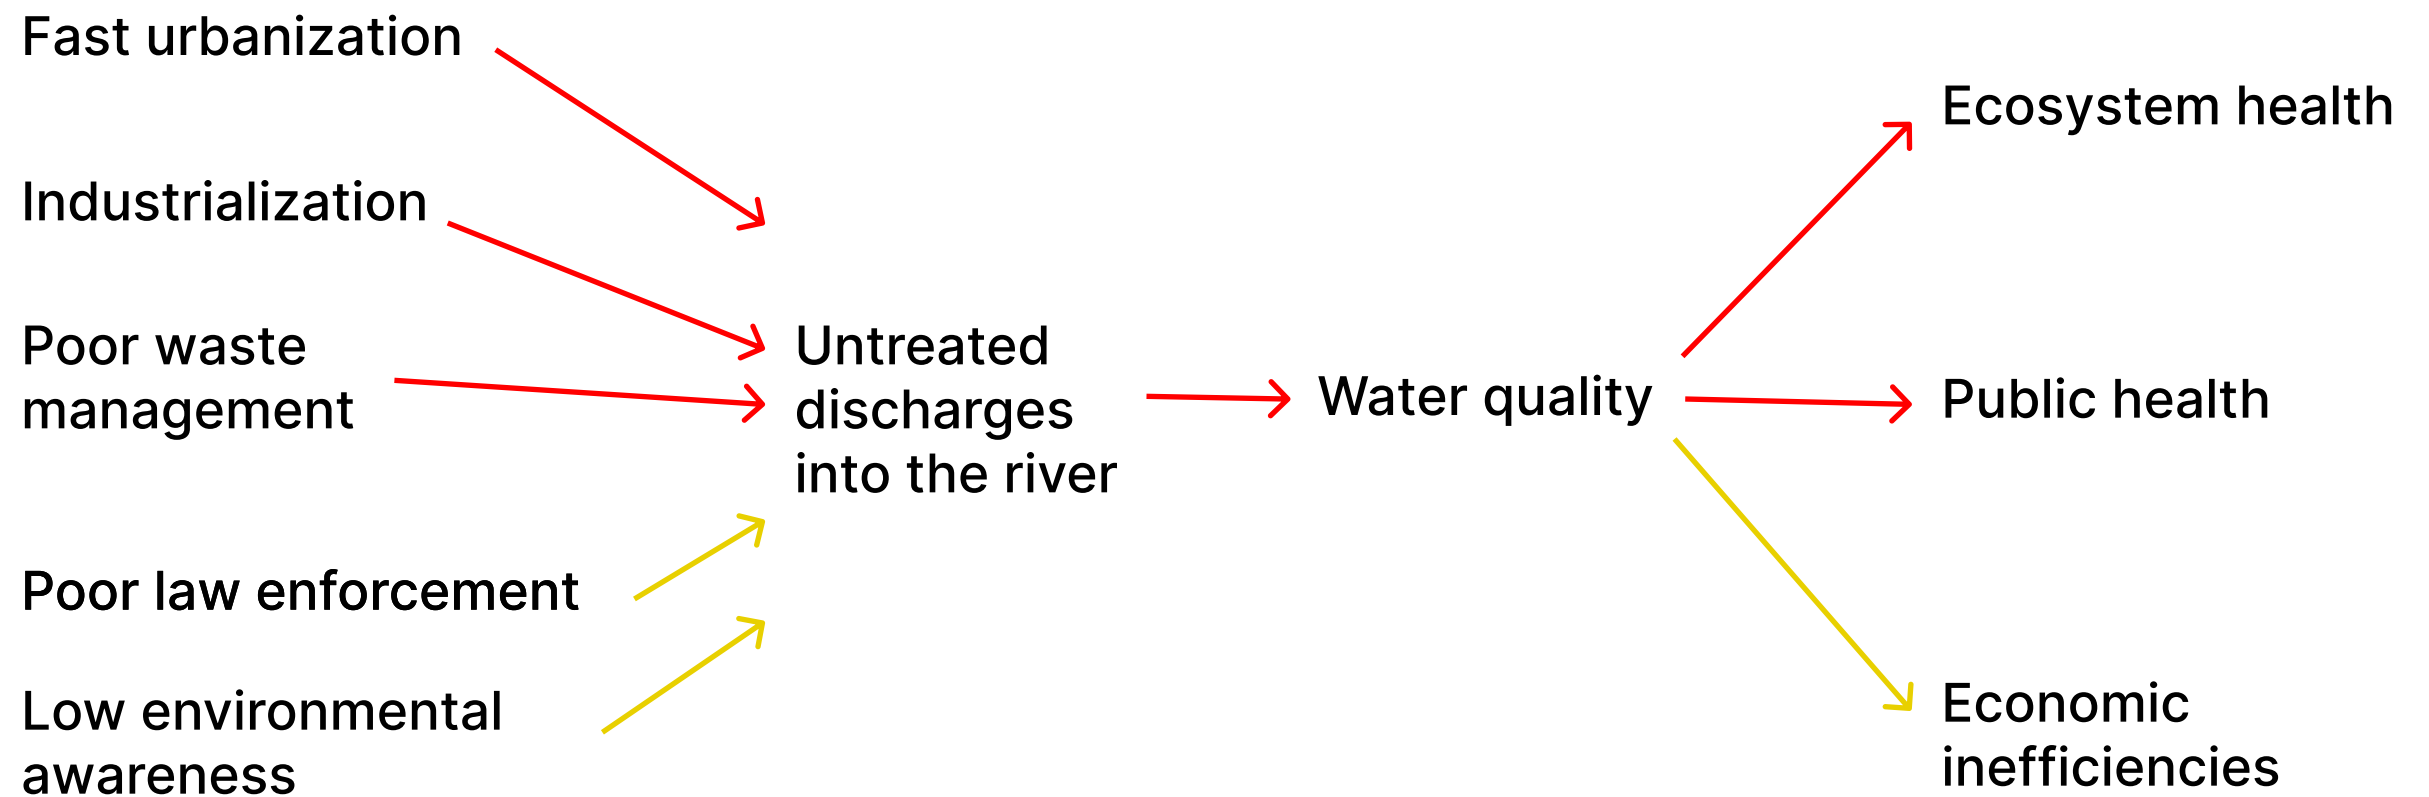 Fast urbanization
Industrialization
Poor waste
management
Poor law enforcement
Low environmental
awareness
Untreated
discharges
into the river
Water quality
Ecosystem health
Public health
Economic
inefficiencies